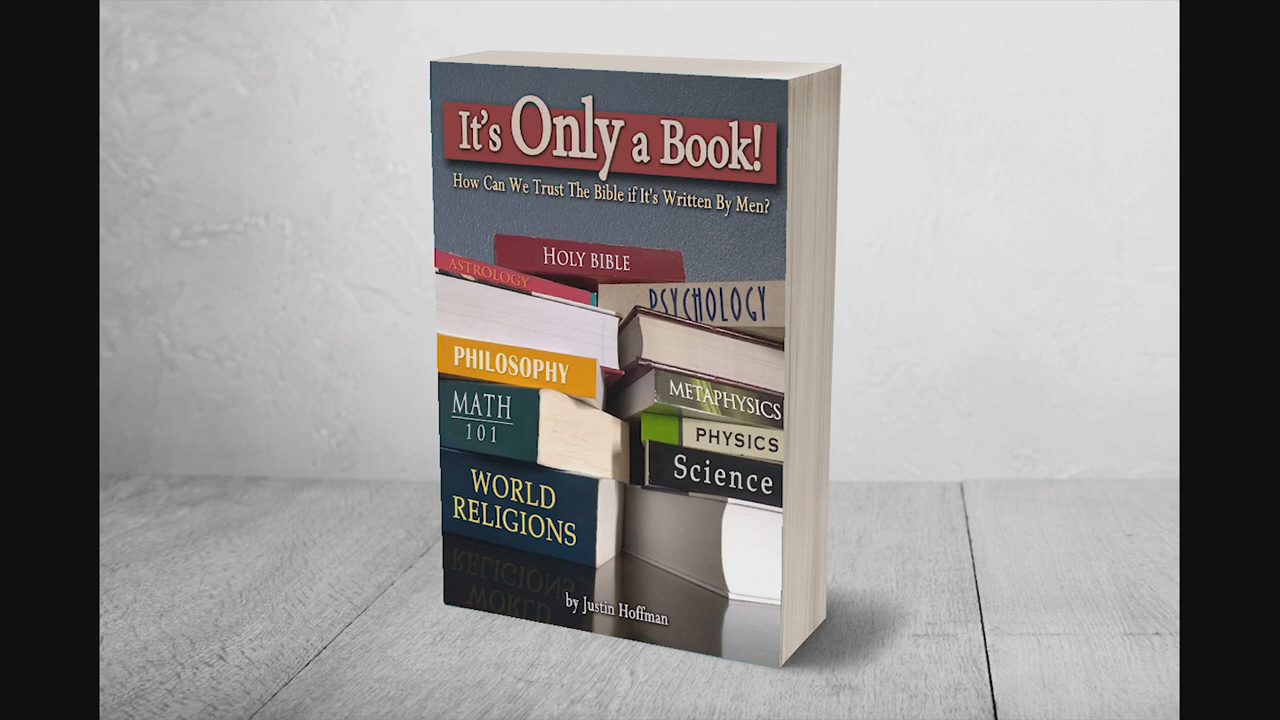 It's Only a Book!
How Can We Trust The Bible if It's Written By Men?
HOLY BIBLE
ASTROLOGY
PSYCHOLOGY
PHILOSOPHY
METAPHYSICS
MATH
101
PHYSICS
Science
WORLD
RELIGIONS
by Justin Hoffman